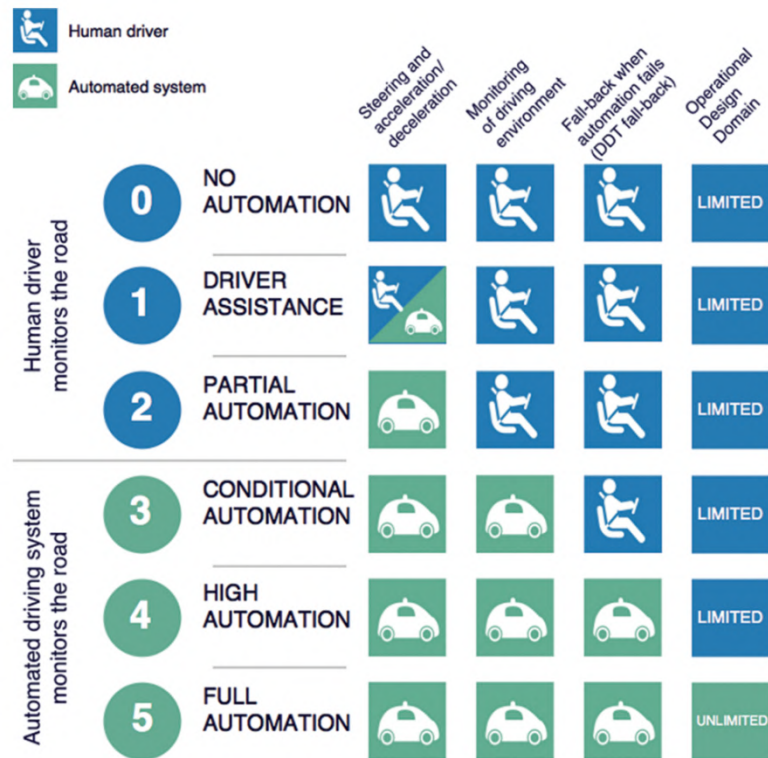 Human driver
Automated system
Steering and
acceleration/
deceleration
Monitoring
of driving
environment
Fall-back when
automation fails
(DDT fall-back)
Operational
Design
Domain
Human driver
monitors the road
0
NO
AUTOMATION
LIMITED
1
DRIVER
ASSISTANCE
LIMITED
2
PARTIAL
AUTOMATION
LIMITED
Automated driving system
monitors the road
3
CONDITIONAL
AUTOMATION
LIMITED
4
HIGH
AUTOMATION
LIMITED
5
FULL
AUTOMATION
UNLIMITED